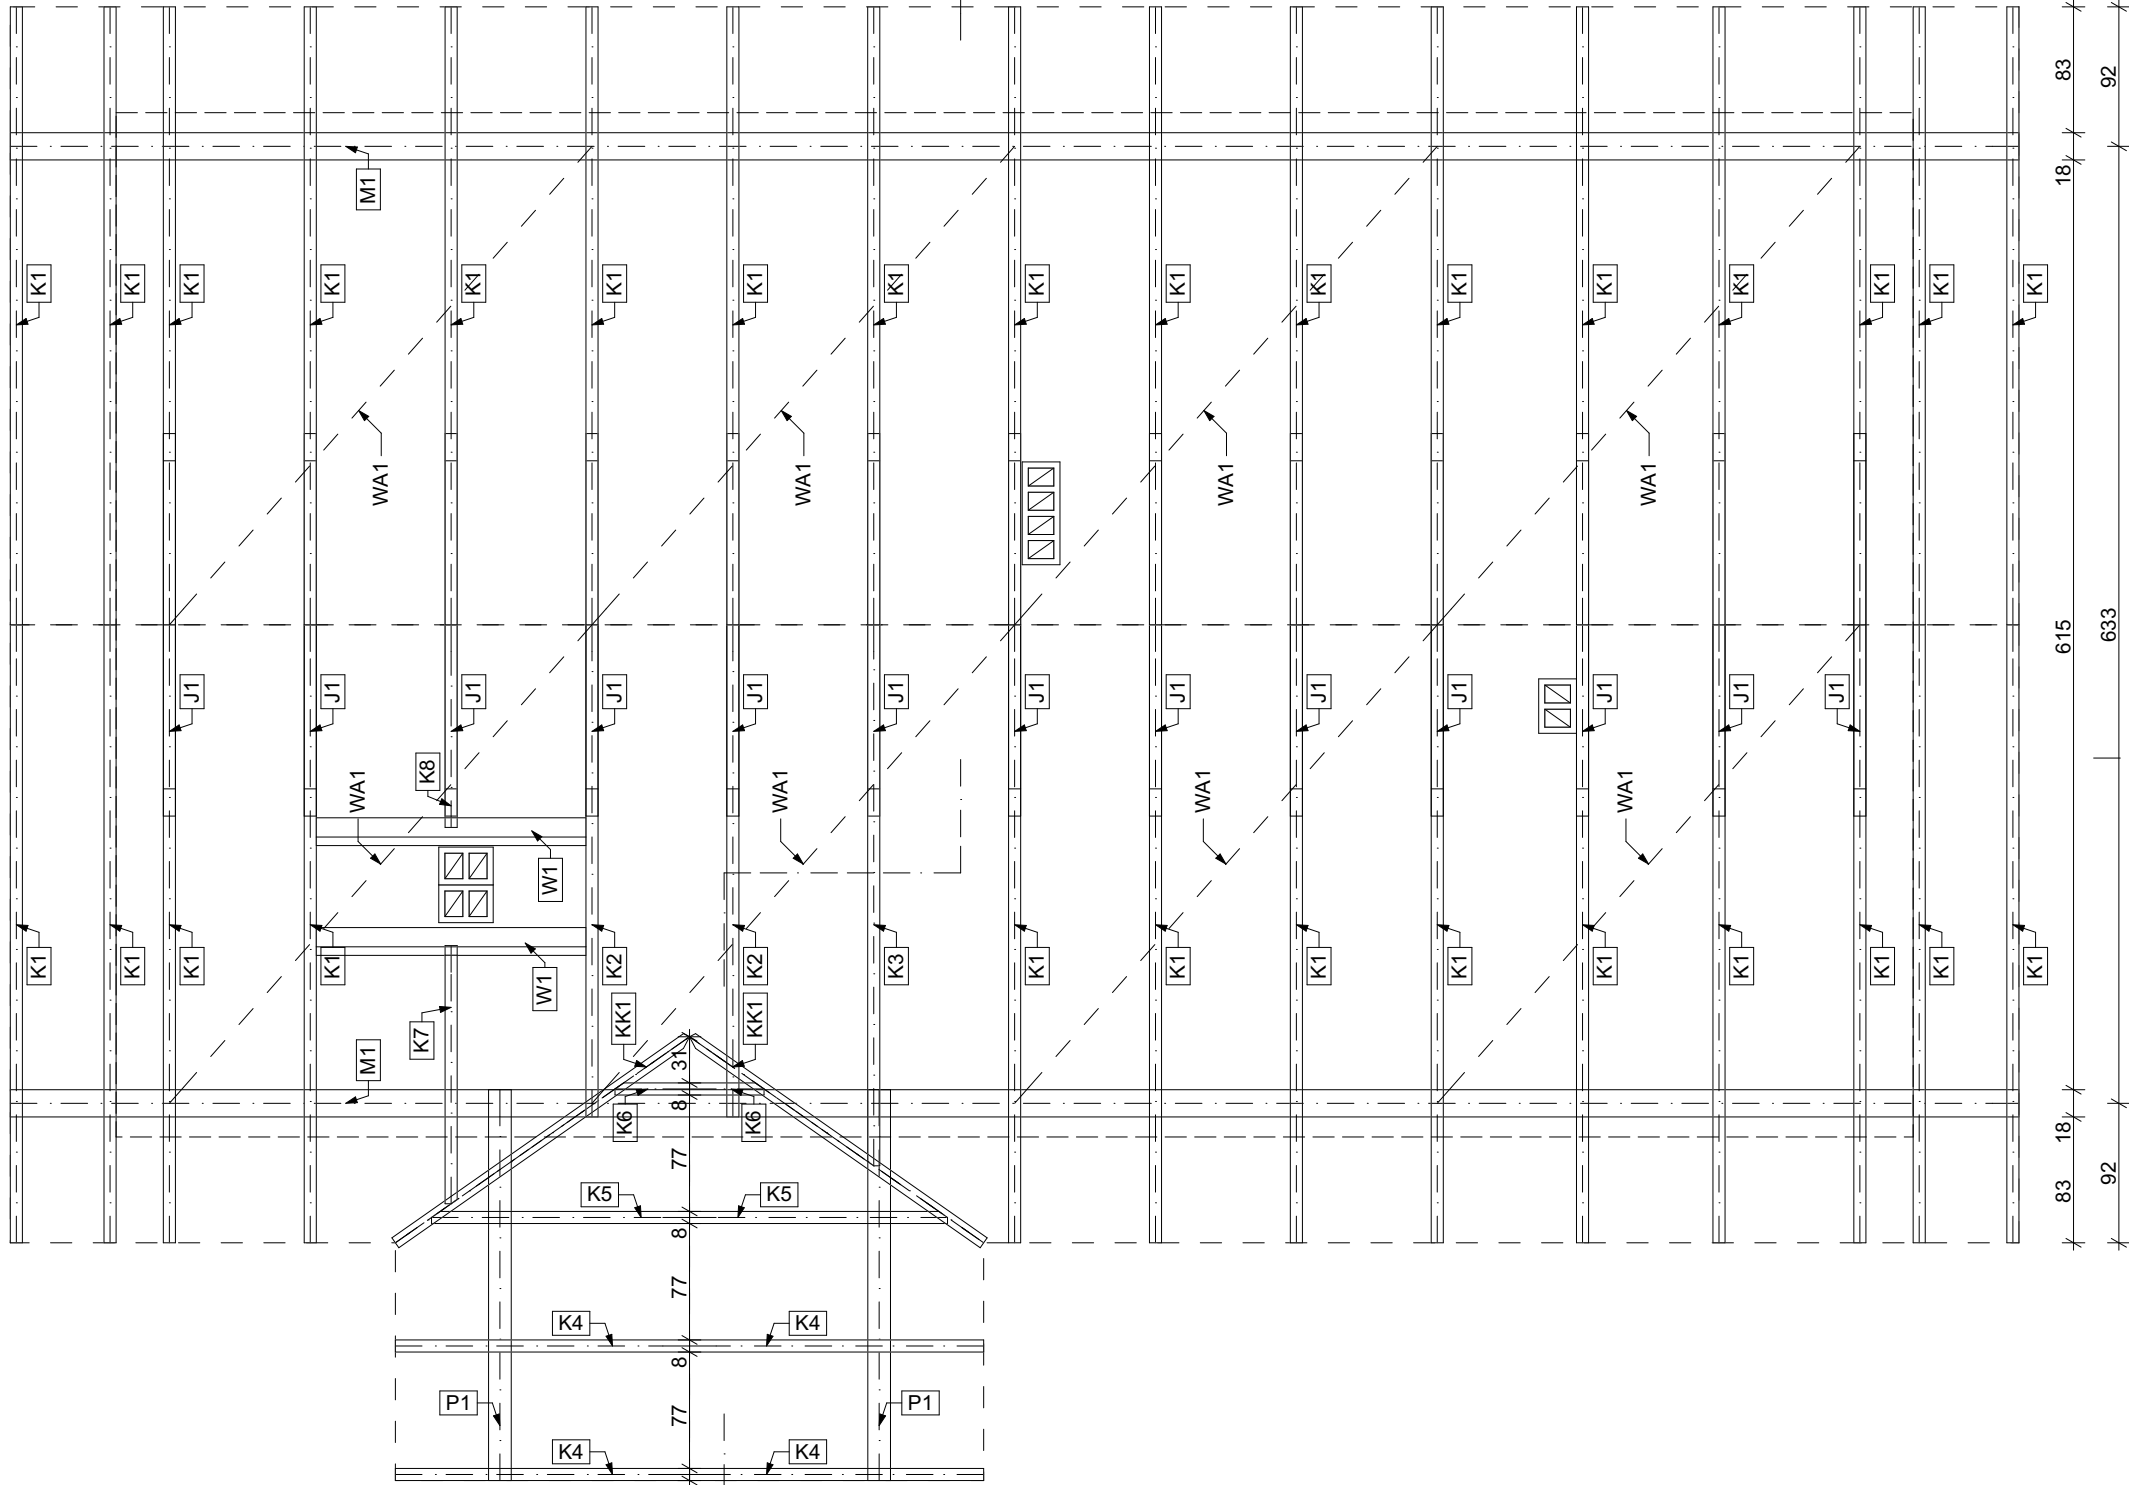 83
92
18
M1
K1 K1 K1 K1 K1 K1 K1 K1 K1 K1 K1 K1 K1 K1 K1 K1 K1
WA1 WA1 WA1 WA1
615
633
J1 J1 J1 J1 J1 J1 J1 J1 J1 J1 J1 J1 J1
K8
WA1 WA1 WA1 WA1
W1
K1 K1 K1 K1 K2 K2 K3 K1 K1 K1 K1 K1 K1 K1 K1 K1
W1
KK1 KK1
K7
M1
31
8
K6 K6
18
77
92
83
K5 K5
8
77
K4 K4
8
P1 P1
77
K4 K4